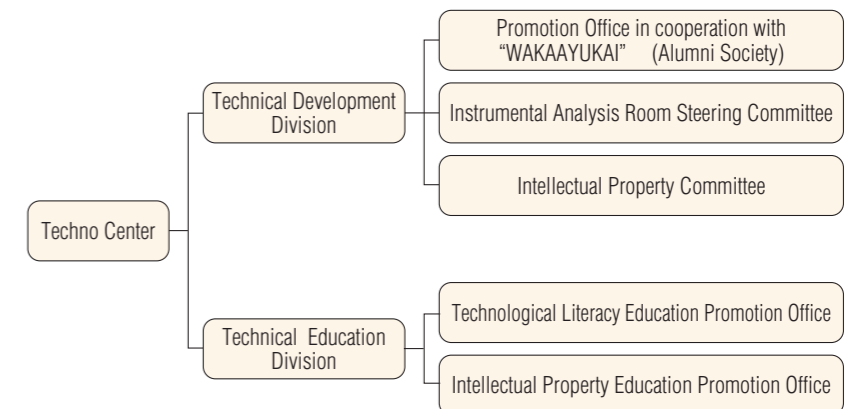 Promotion Office in cooperation with
“WAKAAYUKAI” (Alumni Society)
Technical Development
Division
Instrumental Analysis Room Steering Committee
Intellectual Property Committee
Techno Center
Technological Literacy Education Promotion Office
Technical Education
Division
Intellectual Property Education Promotion Office